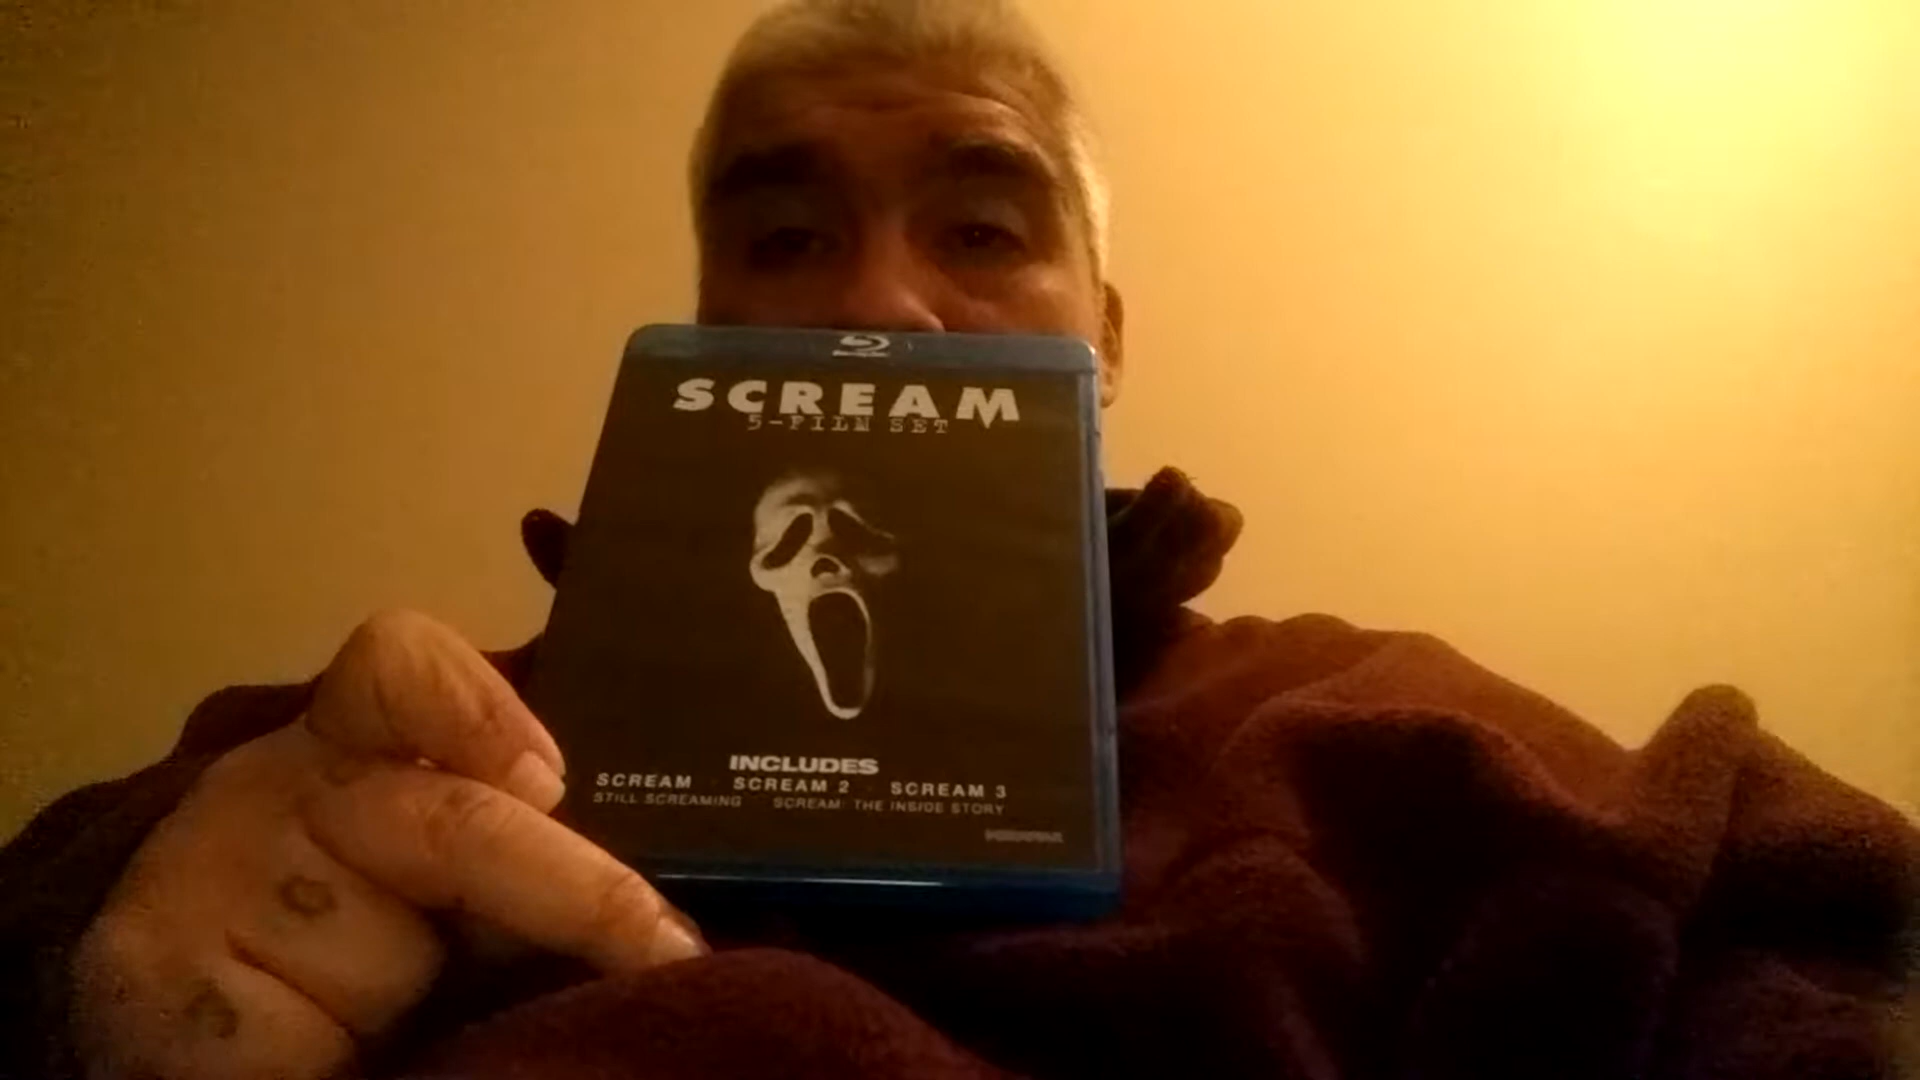 SCREAM
5-FILM SET
INCLUDES
SCREAM SCREAM 2 SCREAM 3
STILL SCREAMING SCREAM: THE INSIDE STORY